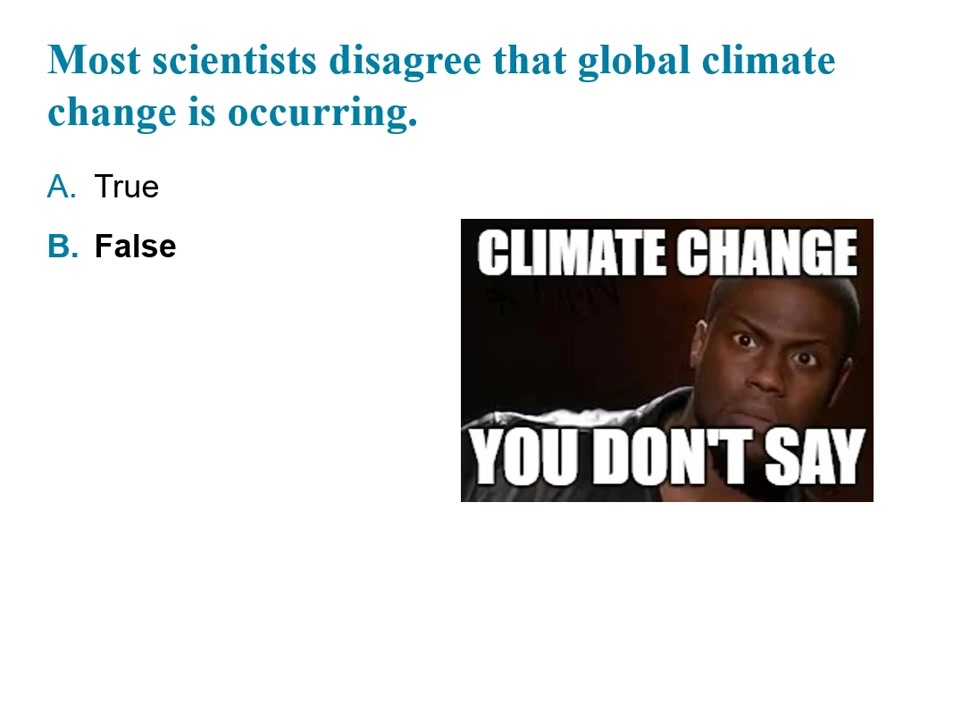 Most scientists disagree that global climate
change is occurring.
A. True
B. False
CLIMATE CHANGE
YOU DON'T SAY